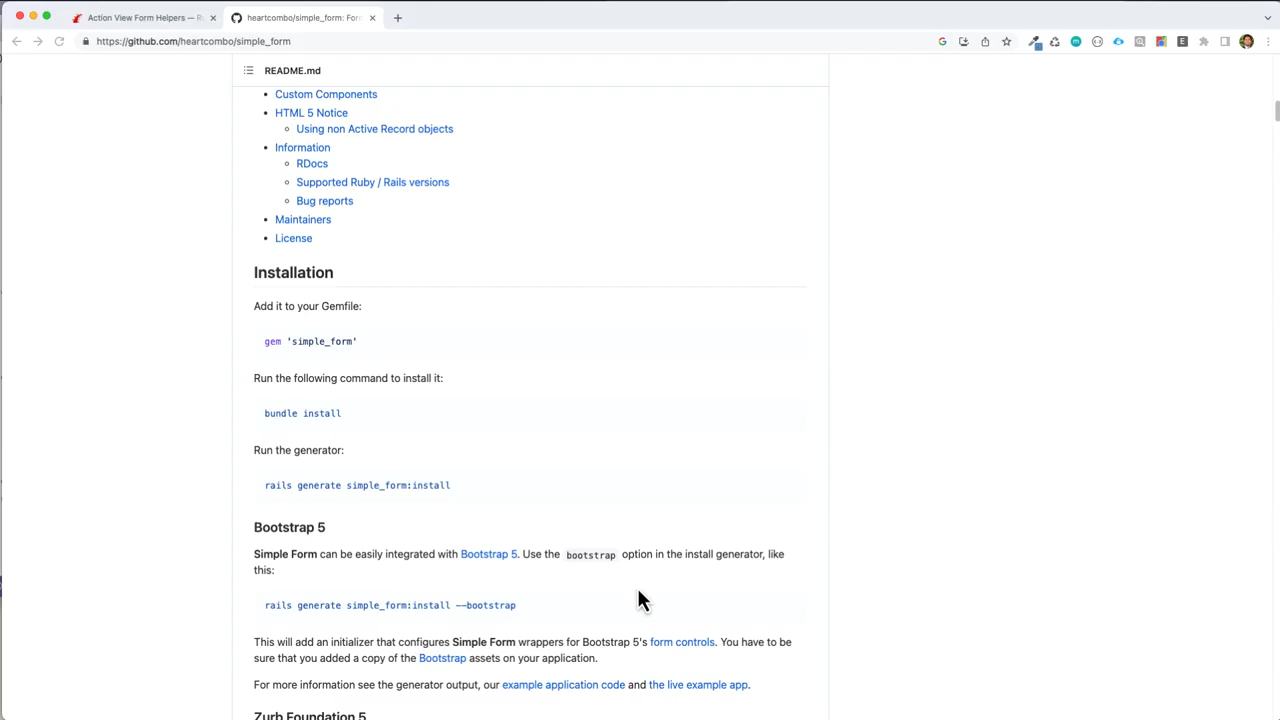 Action View Form Helpers — Ru
heartcombo/simple_form: Form
https://github.com/heartcombo/simple_form
README.md
Custom Components
HTML 5 Notice
Using non Active Record objects
Information
RDocs
Supported Ruby / Rails versions
Bug reports
Maintainers
License
Installation
Add it to your Gemfile:
gem 'simple_form'
Run the following command to install it:
bundle install
Run the generator:
rails generate simple_form:install
Bootstrap 5
Simple Form can be easily integrated with Bootstrap 5. Use the bootstrap option in the install generator, like
this:
rails generate simple_form:install --bootstrap
This will add an initializer that configures Simple Form wrappers for Bootstrap 5's form controls. You have to be
sure that you added a copy of the Bootstrap assets on your application.
For more information see the generator output, our example application code and the live example app.
Zurb Foundation 5